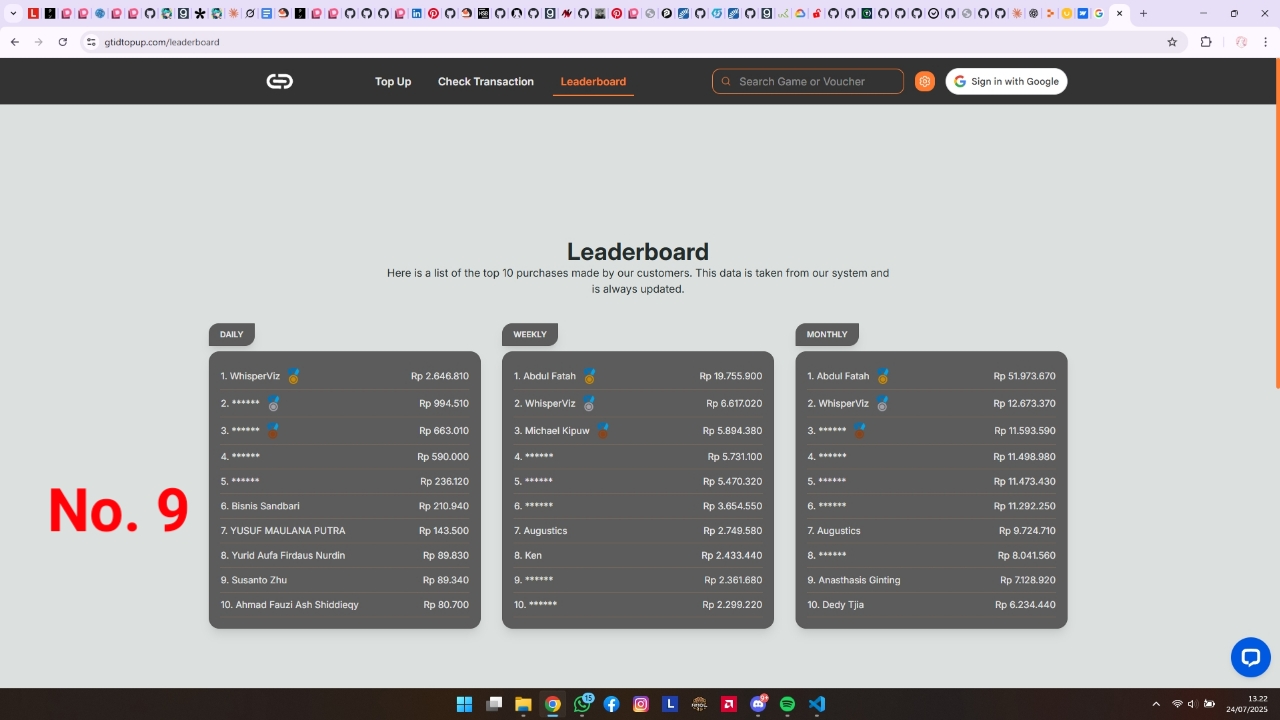 gtidtopup.com/leaderboard
Top Up
Check Transaction
Leaderboard
Search Game or Voucher
Sign in with Google
Leaderboard
Here is a list of the top 10 purchases made by our customers. This data is taken from our system and
is always updated.
DAILY
1. WhisperViz Rp 2.646.810
2. ****** Rp 994.510
3. ****** Rp 663.010
4. ****** Rp 590.000
5. ****** Rp 236.120
6. Bisnis Sandbari Rp 210.940
7. YUSUF MAULANA PUTRA Rp 143.500
8. Yurid Aufa Firdaus Nurdin Rp 89.830
9. Susanto Zhu Rp 89.340
10. Ahmad Fauzi Ash Shiddieqy Rp 80.700
WEEKLY
1. Abdul Fatah Rp 19.755.900
2. WhisperViz Rp 6.617.020
3. Michael Kipuw Rp 5.894.380
4. ****** Rp 5.731.100
5. ****** Rp 5.470.320
6. ****** Rp 3.654.550
7. Augustics Rp 2.749.580
8. Ken Rp 2.433.440
9. ****** Rp 2.361.680
10. ****** Rp 2.299.220
MONTHLY
1. Abdul Fatah Rp 51.973.670
2. WhisperViz Rp 12.673.370
3. ****** Rp 11.593.590
4. ****** Rp 11.498.980
5. ****** Rp 11.473.430
6. ****** Rp 11.292.250
7. Augustics Rp 9.724.710
8. ****** Rp 8.041.560
9. Anasthasis Ginting Rp 7.128.920
10. Dedy Tjia Rp 6.234.440
No. 9
15
9+
13.22
24/07/2025